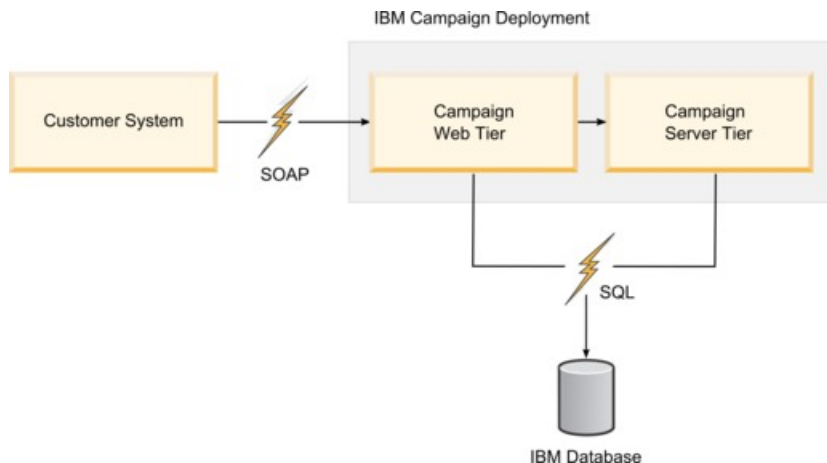 IBM Campaign Deployment
Customer System
SOAP
Campaign
Web Tier
Campaign
Server Tier
SQL
IBM Database